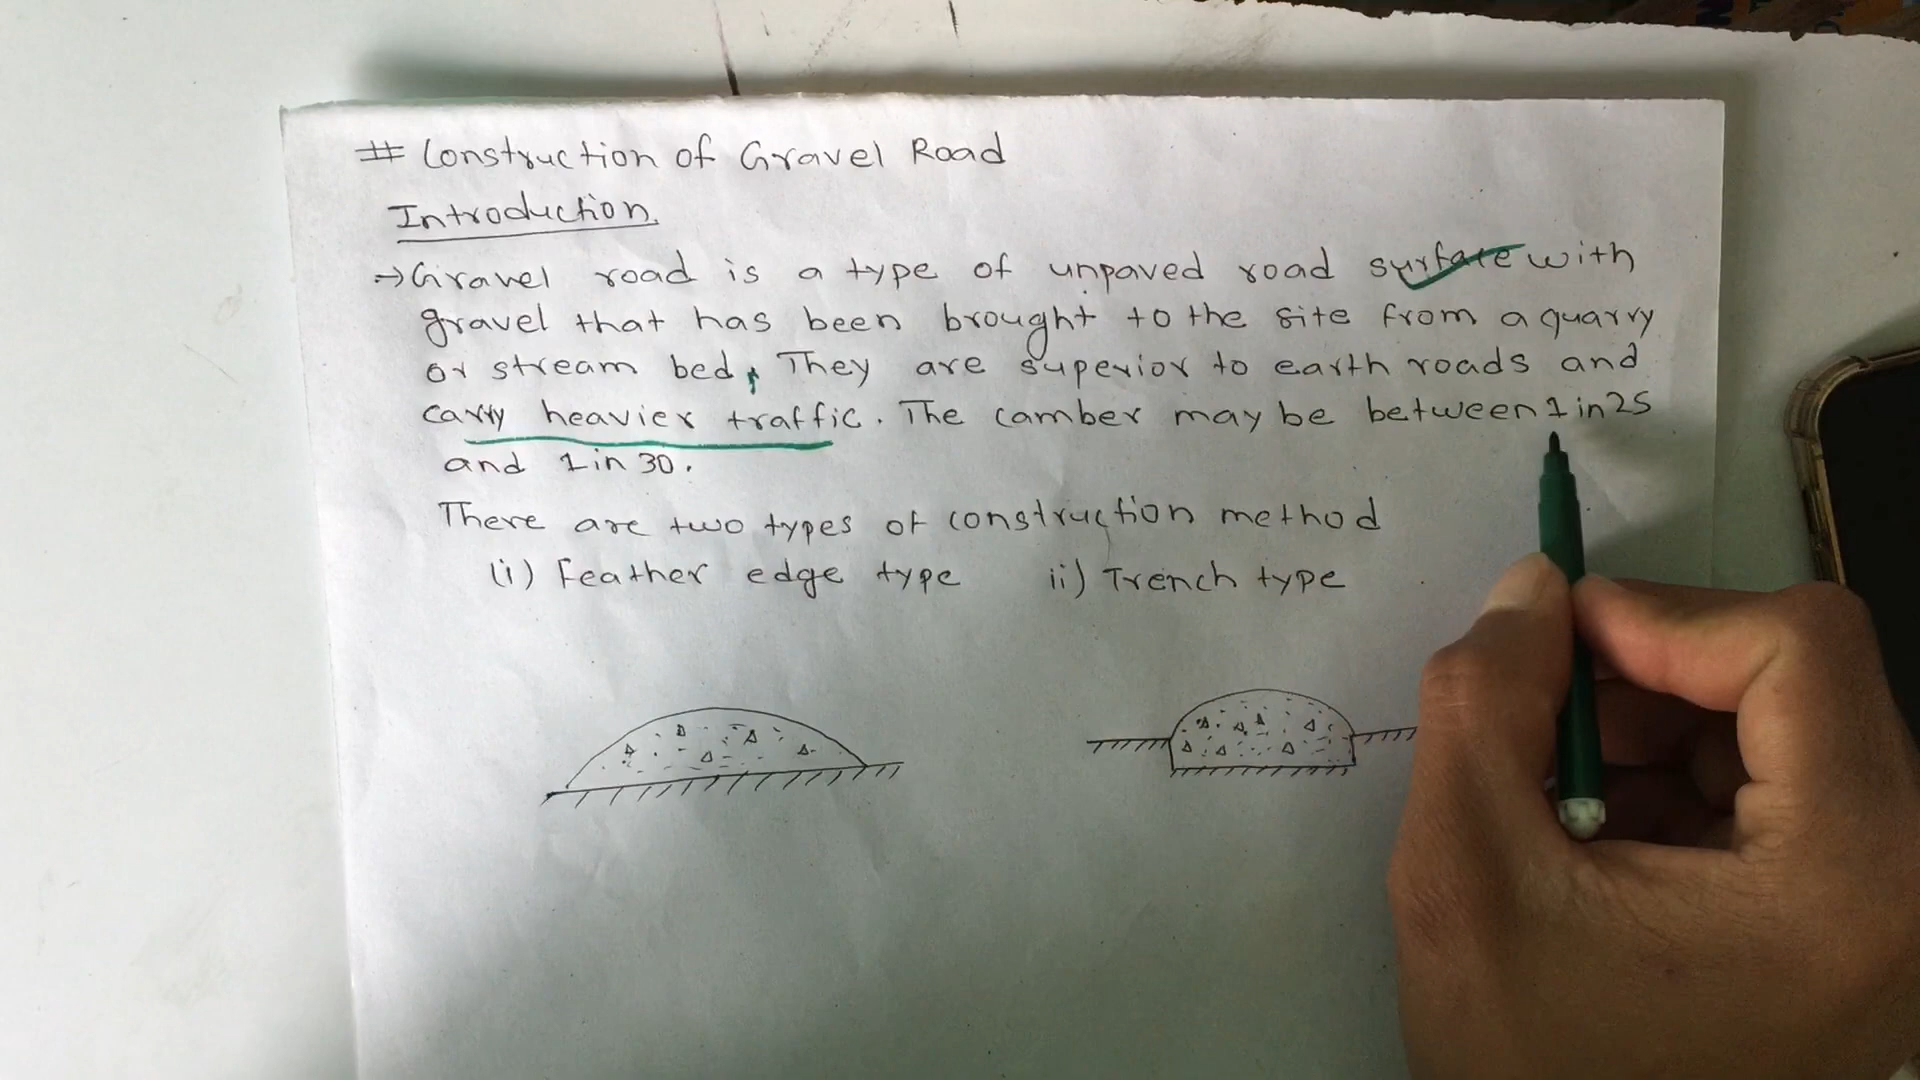 # Construction of Gravel Road
Introduction.
→ Gravel road is a type of unpaved road surface with
gravel that has been brought to the site from a quarry
or stream bed, They are superior to earth roads and
carry heavier traffic. The camber may be between 1 in 25
and 1 in 30.
There are two types of construction method
(i) Feather edge type ii) Trench type